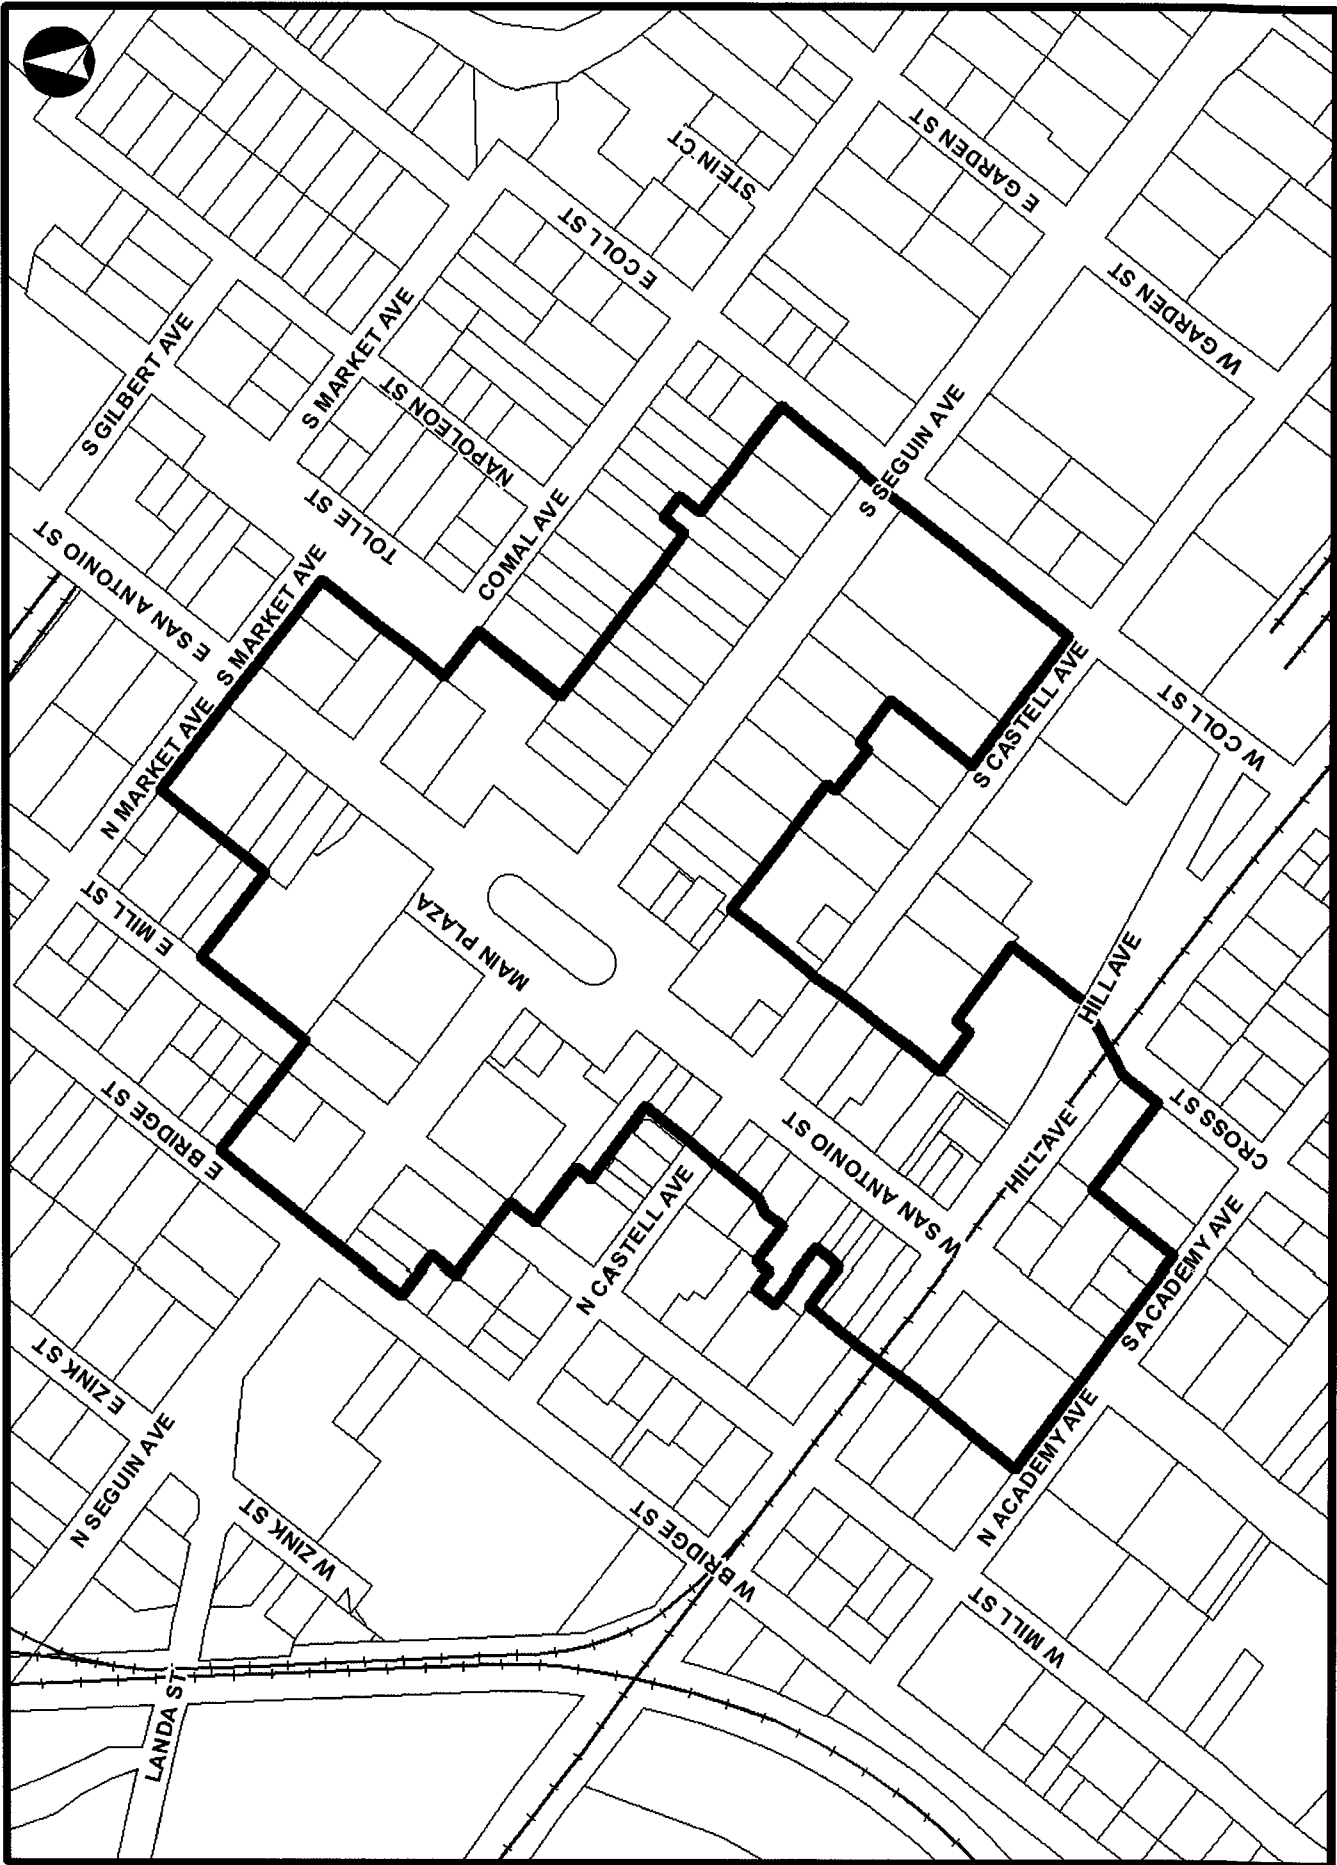 E GARDEN ST
STEIN CT
E COLL ST
W GARDEN ST
S MARKET AVE
S GILBERT AVE
NAPOLEON ST
S SEGUIN AVE
TOLLE ST
COMAL AVE
E SAN ANTONIO ST
S MARKET AVE
S CASTELL AVE
W COLL ST
N MARKET AVE
E MILL ST
MAIN PLAZA
HILL AVE
E BRIDGE ST
W SAN ANTONIO ST
HILL AVE
CROSS ST
N CASTELL AVE
S ACADEMY AVE
E ZINK ST
N SEGUIN AVE
N ACADEMY AVE
W ZINK ST
W BRIDGE ST
W MILL ST
LANDA ST